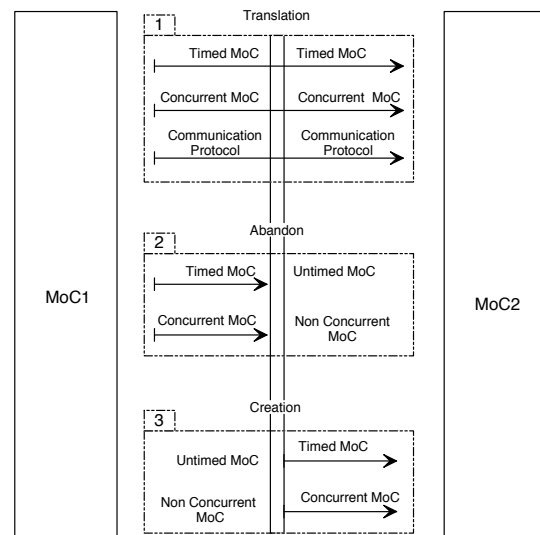 Translation
1
Timed MoC Timed MoC
Concurrent MoC Concurrent MoC
Communication Communication
Protocol Protocol
Abandon
2
Timed MoC Untimed MoC
MoC1
MoC2
Concurrent MoC Non Concurrent
MoC
Creation
3
Timed MoC
Untimed MoC
Non Concurrent Concurrent MoC
MoC